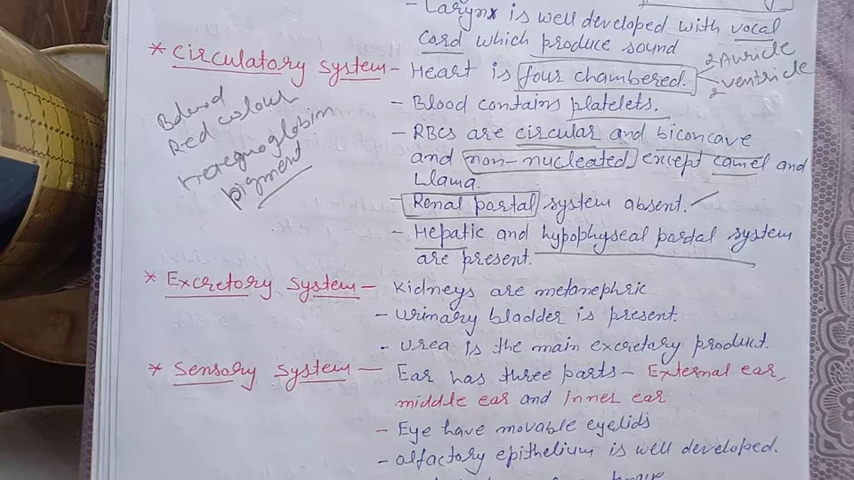 - Larynx is well developed with vocal
cord which produce sound
* Circulatory system - Heart is four chambered.
2 Auricle
2 ventricle
Red colour
pigment
- Blood contains platelets.
- RBCs are circular and biconcave
and non-nucleated except camel and
Llama.
Renal portal system absent.
- Hepatic and hypophyseal portal system
are present.
* Excretory system - Kidneys are metanephric
- Urinary bladder is present.
- Urea is the main excretory product.
* Sensory system - Ear has three parts - External ear,
middle ear and inner ear
- Eye have movable eyelids
- olfactory epithelium is well developed.